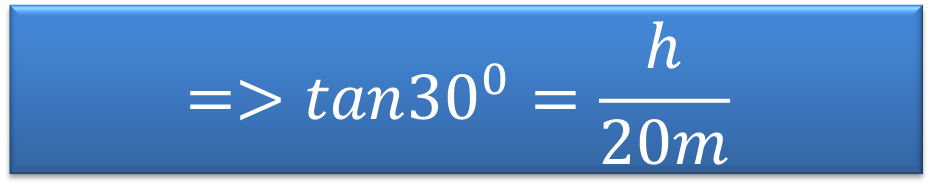 => tan30⁰ = h/20m